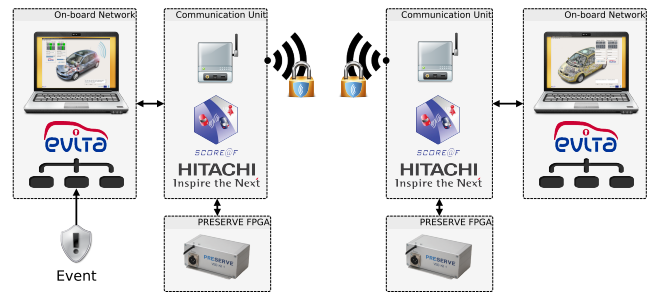 On-board Network
Communication Unit
Communication Unit
On-board Network
evita
SCORE@F
HITACHI
Inspire the Next
SCORE@F
HITACHI
Inspire the Next
evita
PRESERVE FPGA
PRESERVE
PRESERVE FPGA
PRESERVE
Event